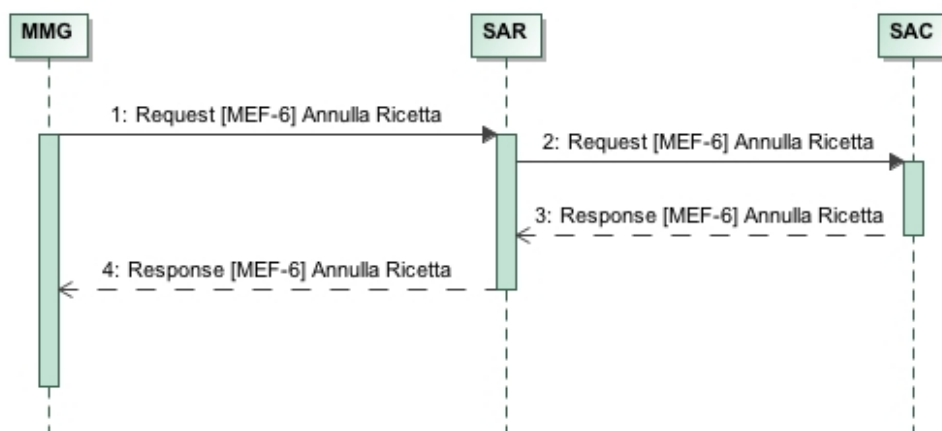 MMG
SAR
SAC
1: Request [MEF-6] Annulla Ricetta
2: Request [MEF-6] Annulla Ricetta
3: Response [MEF-6] Annulla Ricetta
4: Response [MEF-6] Annulla Ricetta